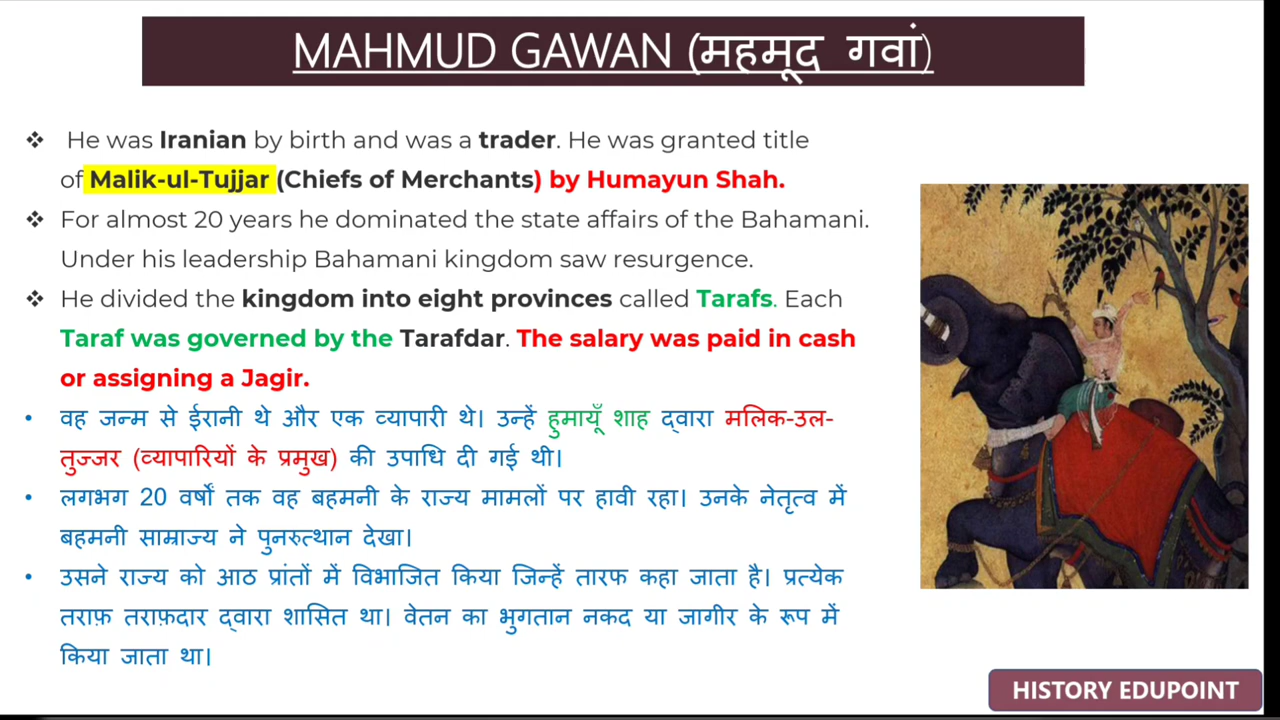 MAHMUD GAWAN (महमूद गवां)
❖ He was Iranian by birth and was a trader. He was granted title
of Malik-ul-Tujjar (Chiefs of Merchants) by Humayun Shah.
❖ For almost 20 years he dominated the state affairs of the Bahamani.
Under his leadership Bahamani kingdom saw resurgence.
❖ He divided the kingdom into eight provinces called Tarafs. Each
Taraf was governed by the Tarafdar. The salary was paid in cash
or assigning a Jagir.
• वह जन्म से ईरानी थे और एक व्यापारी थे। उन्हें हुमायूँ शाह द्वारा मलिक-उल-
तुज्जर (व्यापारियों के प्रमुख) की उपाधि दी गई थी।
• लगभग 20 वर्षों तक वह बहमनी के राज्य मामलों पर हावी रहा। उनके नेतृत्व में
बहमनी साम्राज्य ने पुनरुत्थान देखा।
• उसने राज्य को आठ प्रांतों में विभाजित किया जिन्हें तारफ कहा जाता है। प्रत्येक
तराफ़ तराफ़दार द्वारा शासित था। वेतन का भुगतान नकद या जागीर के रूप में
किया जाता था।
HISTORY EDUPOINT